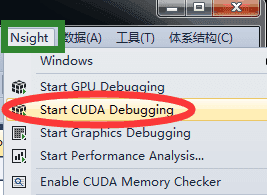 Nsight 数据(A) 工具(T) 体系结构(C)
Windows
Start GPU Debugging
Start CUDA Debugging
Start Graphics Debugging
Start Performance Analysis...
Enable CUDA Memory Checker